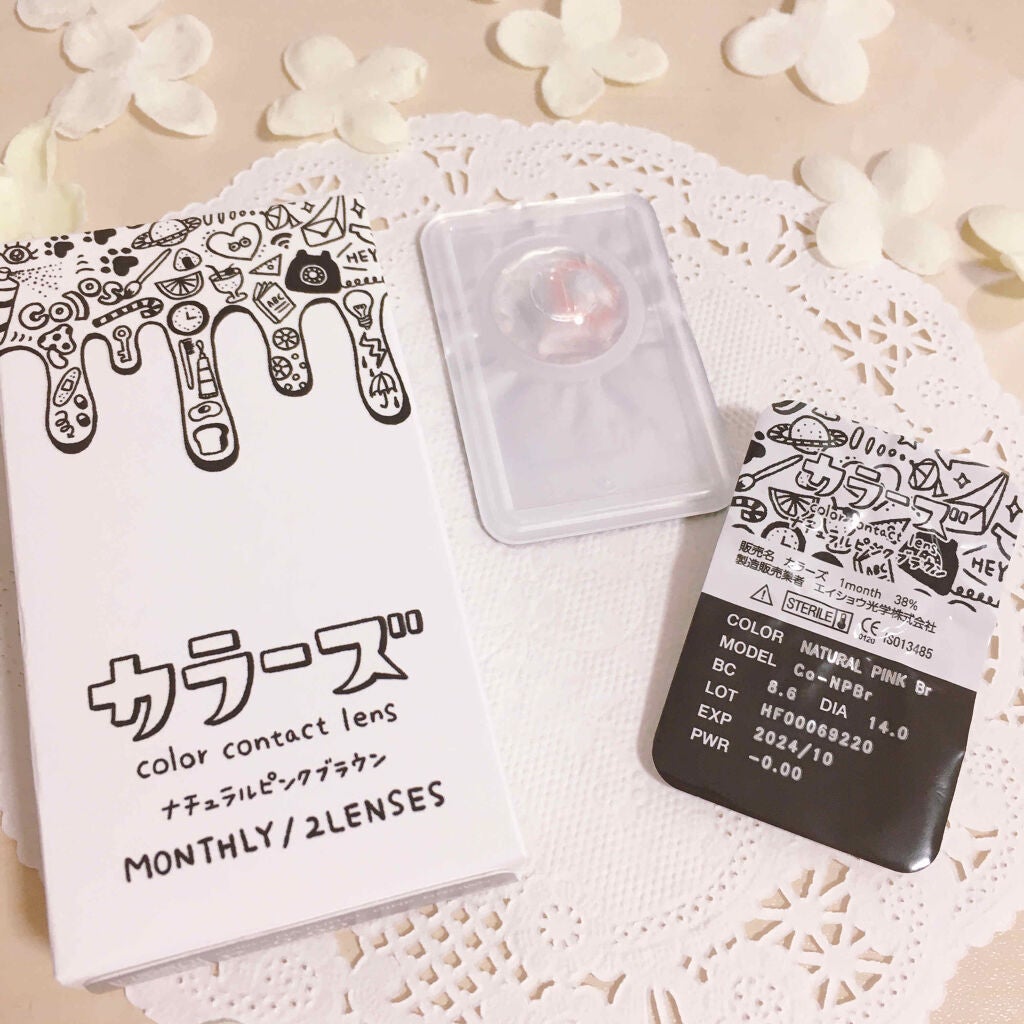 HEY
ABC
カラーズ
color contact lens
ナチュラルピンクブラウン
MONTHLY/2LENSES
カラーズ
color contact lens
ナチュラルピンクブラウン
ABC
HEY
販売名 カラーズ 1month 38%
製造販売業者 エイショウ光学株式会社
STERILE CE 0120 ISO13485
COLOR NATURAL PINK Br
MODEL Co-NPBr
BC 8.6 DIA 14.0
LOT HF00069220
EXP 2024/10
PWR -0.00